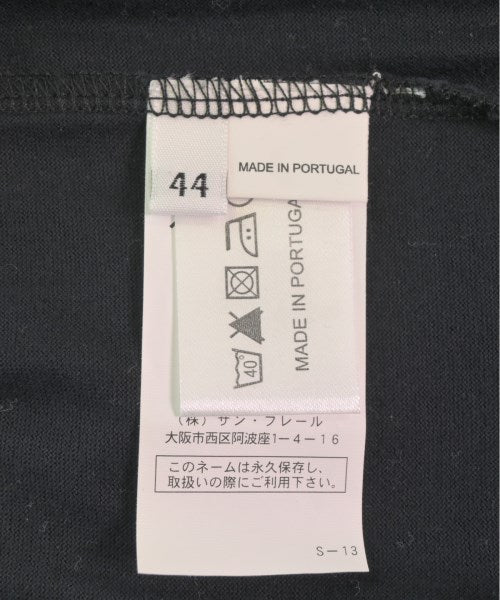 44
MADE IN PORTUGAL
MADE IN PORTUGAL
40°
(株)サン・フレール
大阪市西区阿波座1-4-16
このネームは永久保存し、
取扱いの際にご利用下さい。
S-13